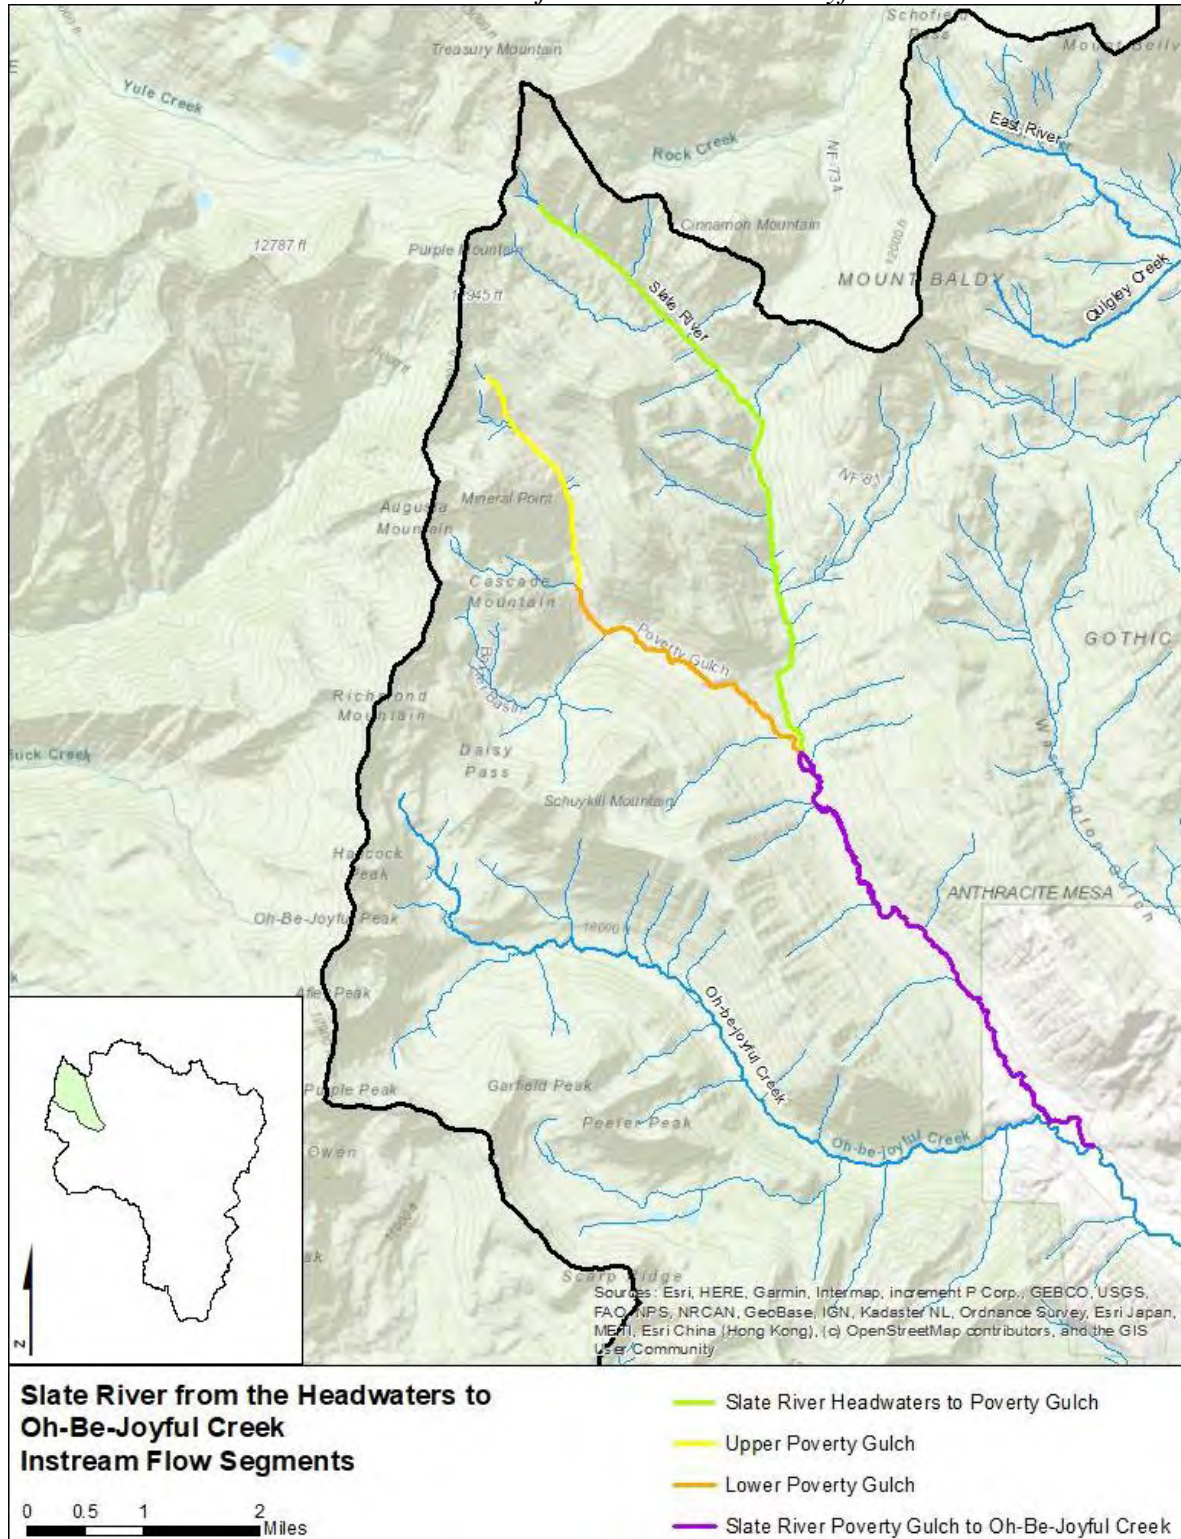 Schofield
Pass
Treasury Mountain
Yule Creek
East River
Rock Creek
NF-73A
Cinnamon Mountain
12787 ft
Purple Mountain
12000 ft
MOUNT BALDY
Quigley Creek
Slate River
Mineral Point
Augusta
Mountain
Cascade
Mountain
Poverty Gulch
GOTHIC
Richmond
Mountain
Daisy
Pass
Washington Gulch
Schuykill Mountain
Hancock
Peak
ANTHRACITE MESA
Oh-Be-Joyful Peak
Afley Peak
Oh-be-joyful Creek
Purple Peak
Garfield Peak
Peeler Peak
Oh-be-joyful Creek
Owen
Scarp Ridge
Sources: Esri, HERE, Garmin, Intermap, increment P Corp., GEBCO, USGS,
FAO, NPS, NRCAN, GeoBase, IGN, Kadaster NL, Ordnance Survey, Esri Japan,
METI, Esri China (Hong Kong), (c) OpenStreetMap contributors, and the GIS
User Community
Z
Slate River from the Headwaters to
Oh-Be-Joyful Creek
Instream Flow Segments
0 0.5 1 2
Miles
Slate River Headwaters to Poverty Gulch
Upper Poverty Gulch
Lower Poverty Gulch
Slate River Poverty Gulch to Oh-Be-Joyful Creek